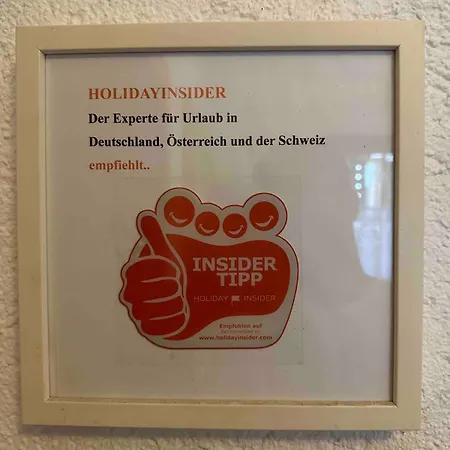 HOLIDAYINSIDER
Der Experte für Urlaub in
Deutschland, Österreich und der Schweiz
empfiehlt..
INSIDER
TIPP
HOLIDAY INSIDER
Empfohlen auf
www.holidayinsider.com